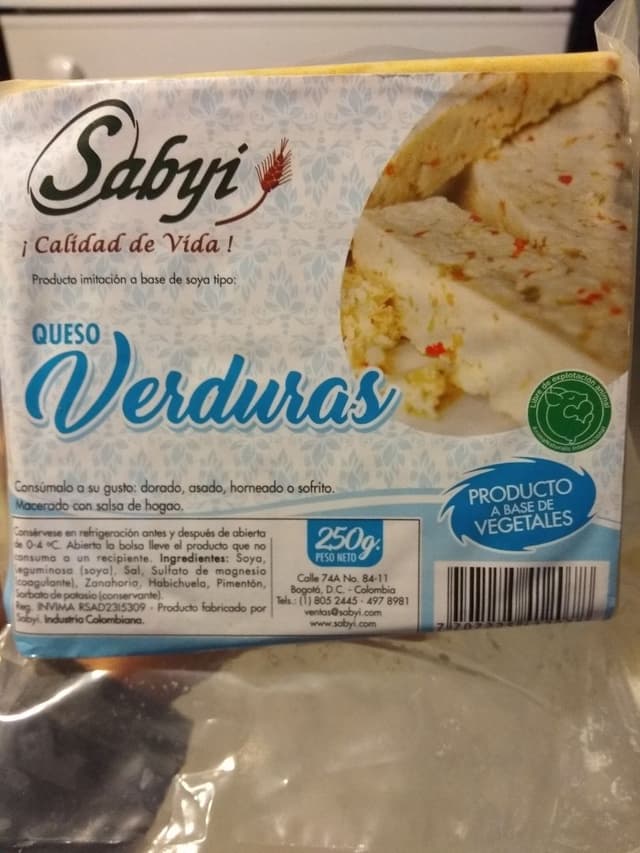 Sabyi
¡ Calidad de Vida !
Producto imitación a base de soya tipo:
QUESO
Verduras
Libre de explotación animal
Consúmalo a su gusto: dorado, asado, horneado o sofrito.
Macerado con salsa de hogao.
PRODUCTO
A BASE DE
VEGETALES
Consérvese en refrigeración antes y después de abierta
de 0-4 °C. Abierta la bolsa lleve el producto que no
consuma a un recipiente. Ingredientes: Soya,
leguminosa (soya), Sal, Sulfato de magnesio
(coagulante), Zanahoria, Habichuela, Pimentón,
Sorbato de potasio (conservante).
Reg. INVIMA RSAD23I5309 - Producto fabricado por
Sabyi. Industria Colombiana.
250g.
PESO NETO
Calle 74A No. 84-11
Bogotá, D.C. - Colombia
Tels.: (1) 805 2445 - 497 8981
ventas@sabyi.com
www.sabyi.com